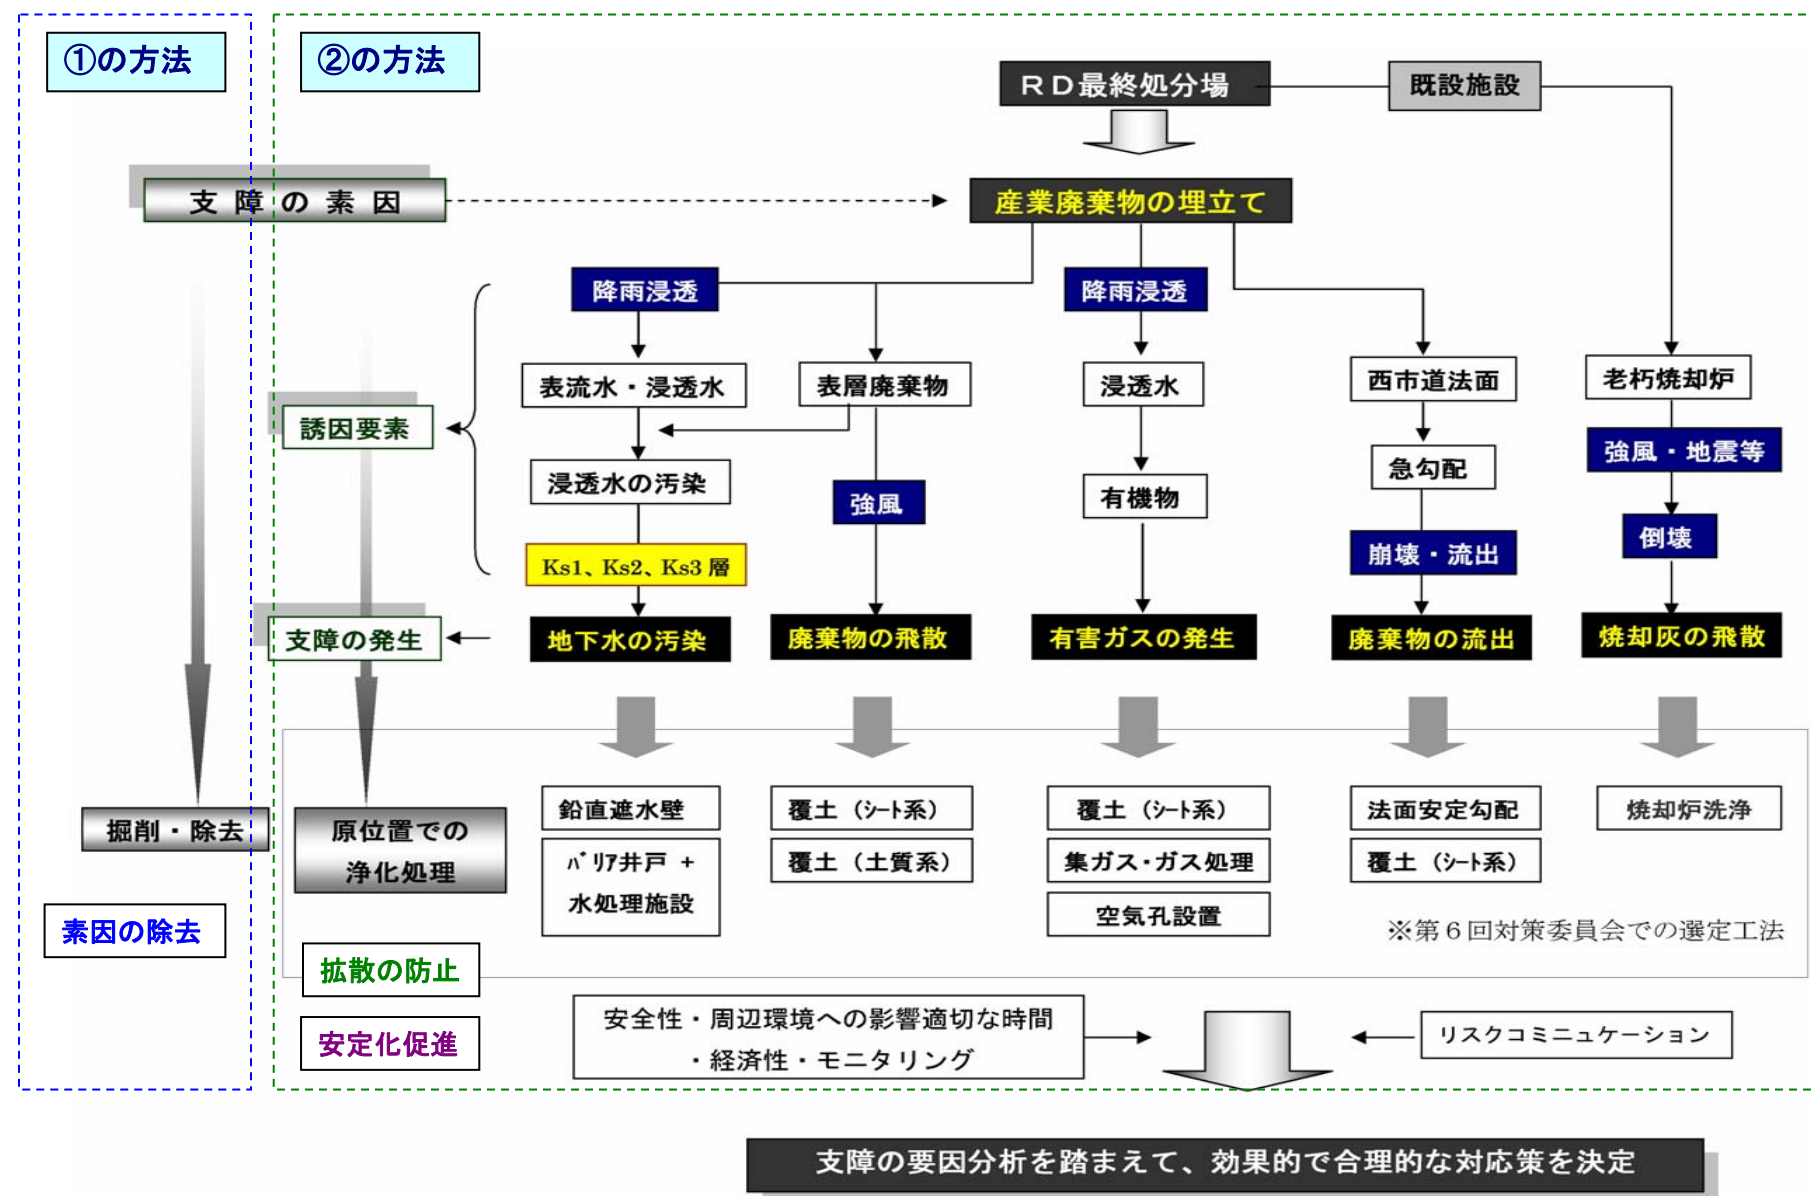 ①の方法
②の方法
ＲＤ最終処分場
既設施設
支障の素因
産業廃棄物の埋立て
降雨浸透
降雨浸透
表流水・浸透水
表層廃棄物
浸透水
西市道法面
老朽焼却炉
誘因要素
強風・地震等
浸透水の汚染
強風
有機物
急勾配
倒壊
Ks1、Ks2、Ks3 層
崩壊・流出
支障の発生
地下水の汚染
廃棄物の飛散
有害ガスの発生
廃棄物の流出
焼却灰の飛散
掘削・除去
原位置での
浄化処理
鉛直遮水壁
ﾊﾞﾘｱ井戸 +
水処理施設
覆土（ｼｰﾄ系）
覆土（土質系）
覆土（ｼｰﾄ系）
集ガス・ガス処理
空気孔設置
法面安定勾配
覆土（ｼｰﾄ系）
焼却炉洗浄
※第６回対策委員会での選定工法
素因の除去
拡散の防止
安定化促進
安全性・周辺環境への影響適切な時間
・経済性・モニタリング
リスクコミニュケーション
支障の要因分析を踏まえて、効果的で合理的な対応策を決定